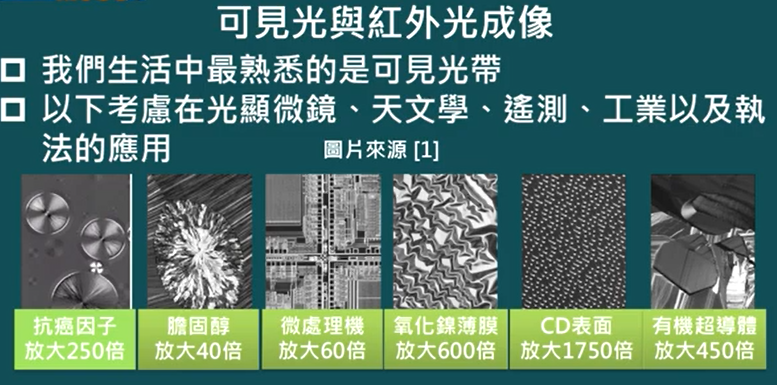 可見光與紅外光成像
我們生活中最熟悉的是可見光帶
以下考慮在光顯微鏡、天文學、遙測、工業以及執
法的應用
圖片來源 [1]
抗癌因子
放大250倍
膽固醇
放大40倍
微處理機
放大60倍
氧化鎳薄膜
放大600倍
CD表面
放大1750倍
有機超導體
放大450倍